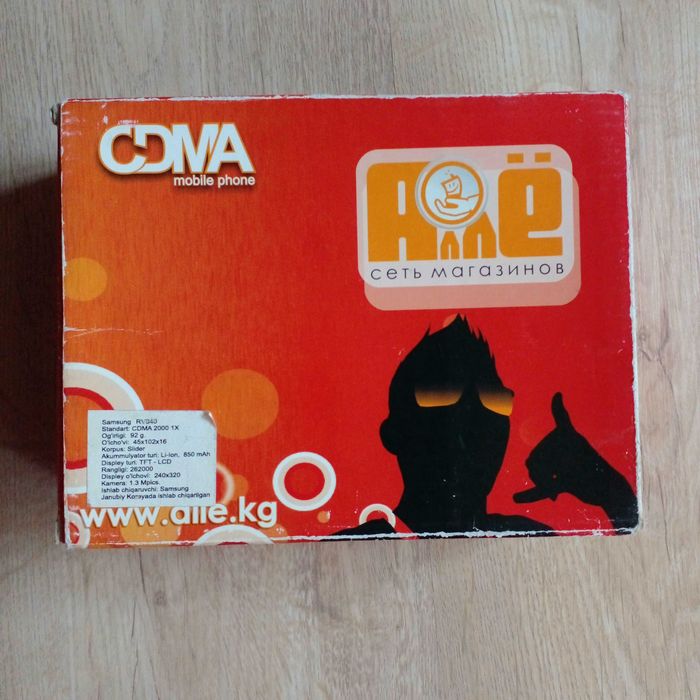 CDMA
mobile phone
Аллё
сеть магазинов
Samsung
Standart: CDMA 2000 1X
Og'irligi: 92 g.
O'lcho'vi: 45x102x16
Korpus: Slider
Akummulyator turi: Li-Ion, 850 mAh
Displey turi: TFT - LCD
Rangligi: 262000
Displey o'lchovi: 240x320
Kamera: 1.3 Mpics.
Ishlab chiqaruvchi: Samsung
Janubiy Koreyada ishlab chiqarilgan
www.alle.kg